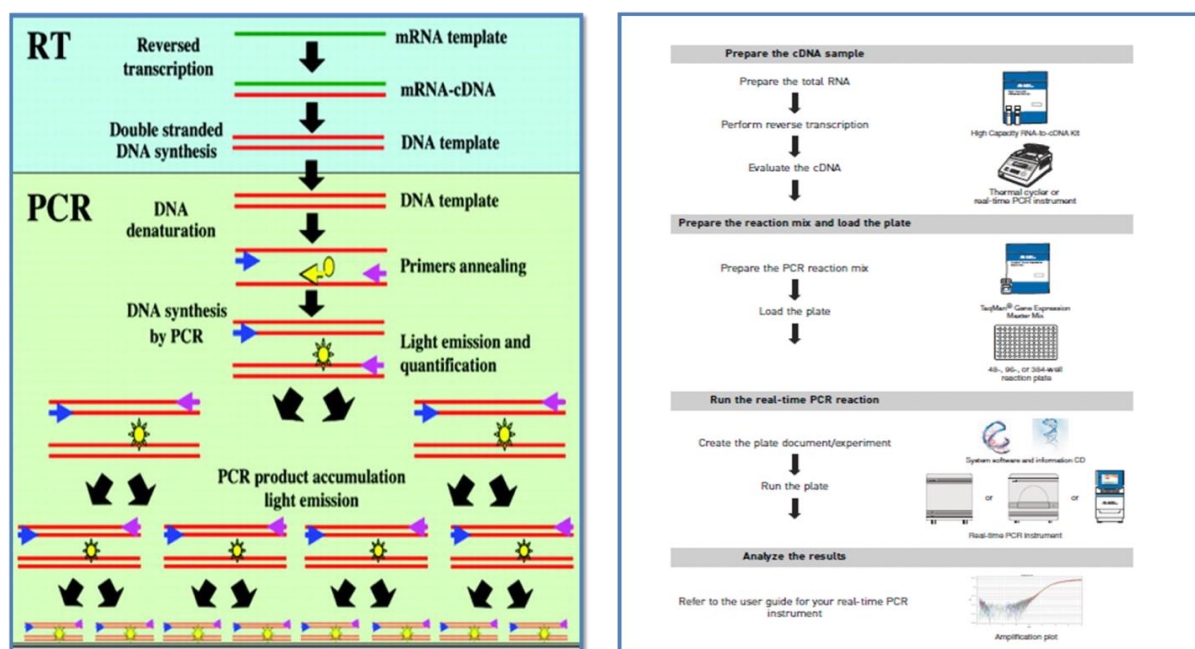 RT
Reversed
transcription
mRNA template
mRNA-cDNA
Double stranded
DNA synthesis
DNA template
PCR
DNA
denaturation
DNA template
Primers annealing
DNA synthesis
by PCR
Light emission and
quantification
PCR product accumulation
light emission
Prepare the cDNA sample
Prepare the total RNA
Perform reverse transcription
Evaluate the cDNA
High Capacity RNA-to-cDNA Kit
Thermal cycler or
real-time PCR instrument
Prepare the reaction mix and load the plate
Prepare the PCR reaction mix
Load the plate
TaqMan® Gene Expression
Master Mix
48-, 96-, or 384-well
reaction plate
Run the real-time PCR reaction
Create the plate document/experiment
Run the plate
System software and information CD
or
or
Real-time PCR instrument
Analyze the results
Refer to the user guide for your real-time PCR
instrument
Amplification plot